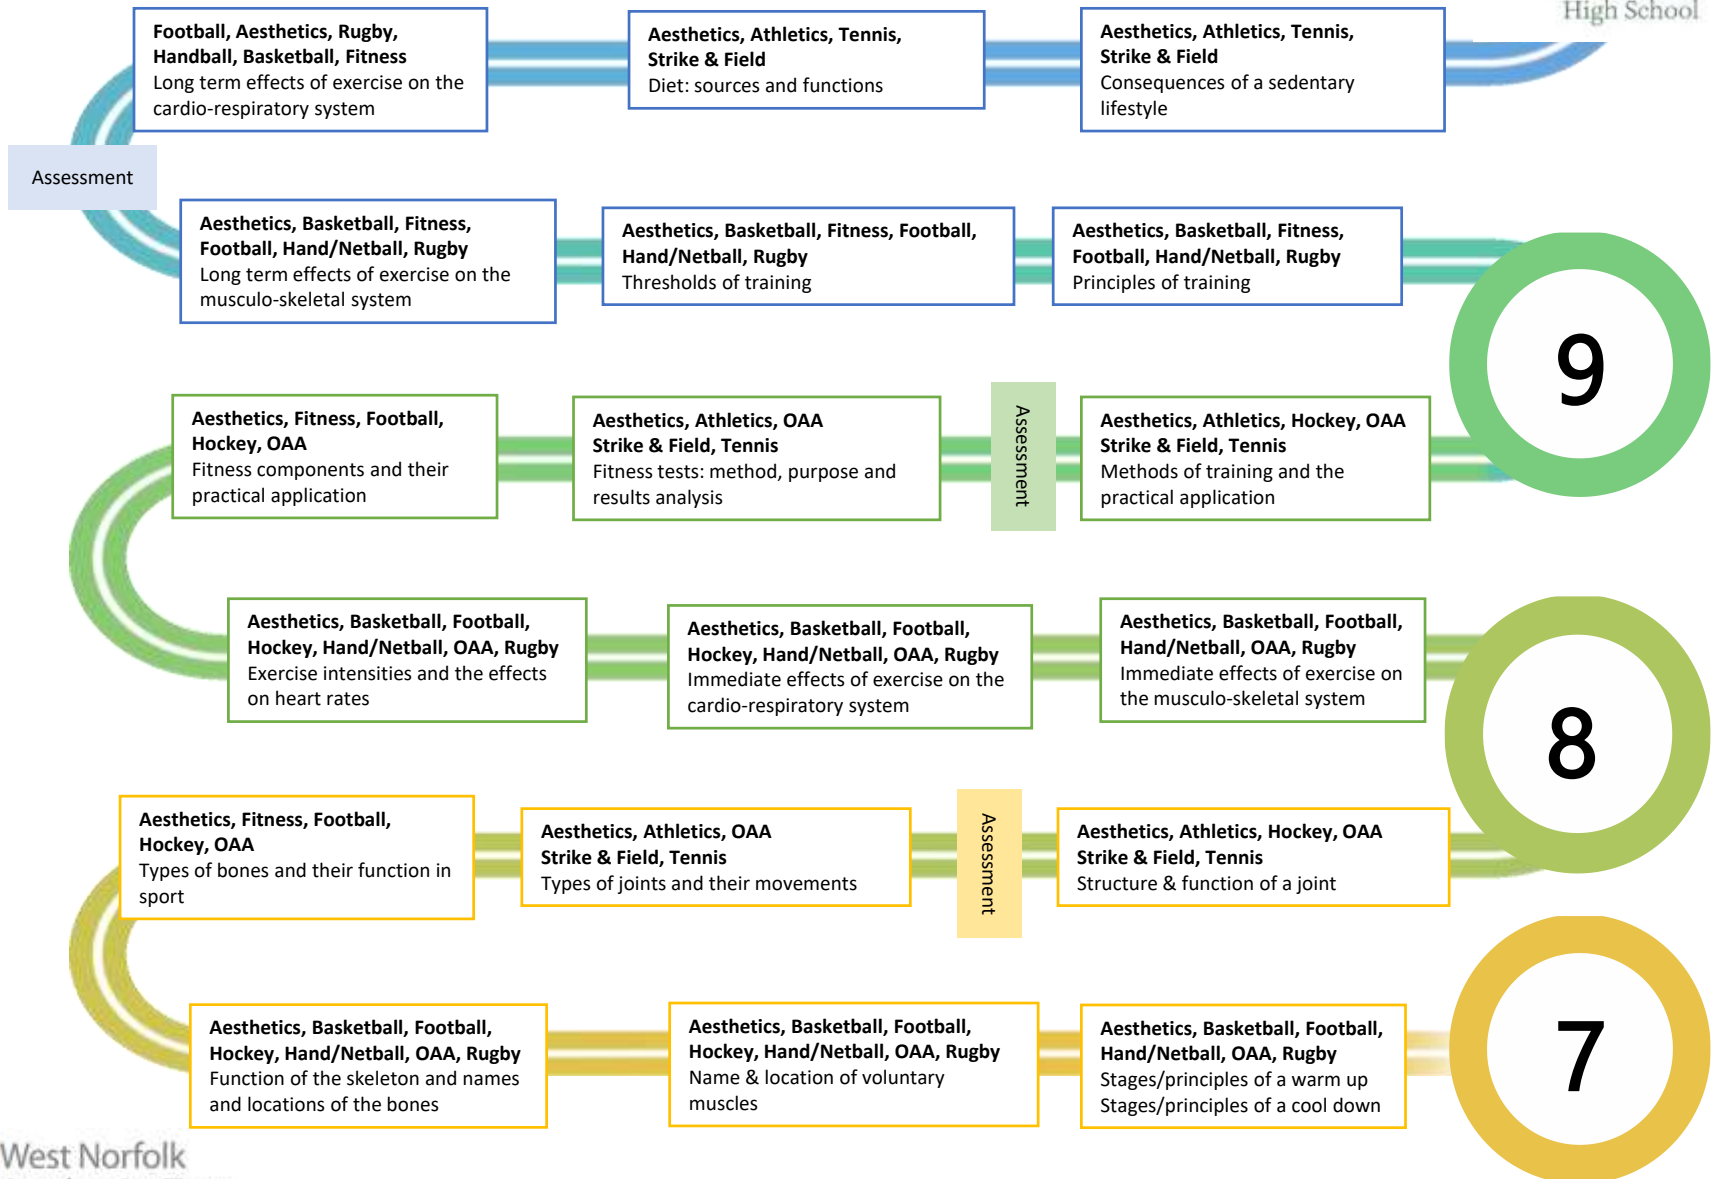 High School
Football, Aesthetics, Rugby,
Handball, Basketball, Fitness
Long term effects of exercise on the
cardio-respiratory system
Aesthetics, Athletics, Tennis,
Strike & Field
Diet: sources and functions
Aesthetics, Athletics, Tennis,
Strike & Field
Consequences of a sedentary
lifestyle
Assessment
Aesthetics, Basketball, Fitness,
Football, Hand/Netball, Rugby
Long term effects of exercise on the
musculo-skeletal system
Aesthetics, Basketball, Fitness, Football,
Hand/Netball, Rugby
Thresholds of training
Aesthetics, Basketball, Fitness,
Football, Hand/Netball, Rugby
Principles of training
9
Aesthetics, Fitness, Football,
Hockey, OAA
Fitness components and their
practical application
Aesthetics, Athletics, OAA
Strike & Field, Tennis
Fitness tests: method, purpose and
results analysis
Assessment
Aesthetics, Athletics, Hockey, OAA
Strike & Field, Tennis
Methods of training and the
practical application
Aesthetics, Basketball, Football,
Hockey, Hand/Netball, OAA, Rugby
Exercise intensities and the effects
on heart rates
Aesthetics, Basketball, Football,
Hockey, Hand/Netball, OAA, Rugby
Immediate effects of exercise on the
cardio-respiratory system
Aesthetics, Basketball, Football,
Hand/Netball, OAA, Rugby
Immediate effects of exercise on
the musculo-skeletal system
8
Aesthetics, Fitness, Football,
Hockey, OAA
Types of bones and their function in
sport
Aesthetics, Athletics, OAA
Strike & Field, Tennis
Types of joints and their movements
Assessment
Aesthetics, Athletics, Hockey, OAA
Strike & Field, Tennis
Structure & function of a joint
Aesthetics, Basketball, Football,
Hockey, Hand/Netball, OAA, Rugby
Function of the skeleton and names
and locations of the bones
Aesthetics, Basketball, Football,
Hockey, Hand/Netball, OAA, Rugby
Name & location of voluntary
muscles
Aesthetics, Basketball, Football,
Hand/Netball, OAA, Rugby
Stages/principles of a warm up
Stages/principles of a cool down
7
West Norfolk